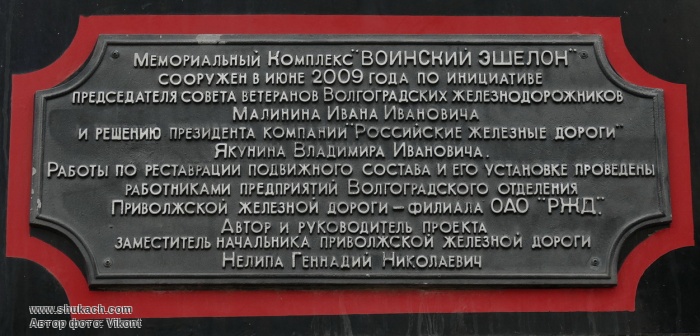 Мемориальный Комплекс "ВОИНСКИЙ ЭШЕЛОН"
сооружен в июне 2009 года по инициативе
председателя совета ветеранов Волгоградских железнодорожников
Малинина Ивана Ивановича
и решению президента компании "Российские железные дороги"
Якунина Владимира Ивановича.
Работы по реставрации подвижного состава и его установке проведены
работниками предприятий Волгоградского отделения
Приволжской железной дороги – филиала ОАО "РЖД".
Автор и руководитель проекта
заместитель начальника приволжской железной дороги
Нелипа Геннадий Николаевич
www.shukach.com
Автор фото: Vikont